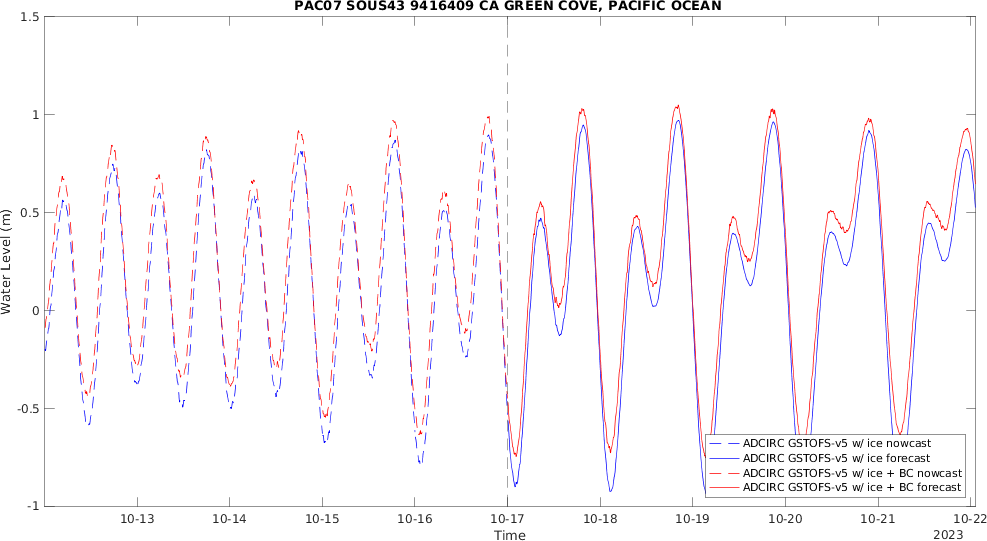 PAC07 SOUS43 9416409 CA GREEN COVE, PACIFIC OCEAN
1.5
1
0.5
0
-0.5
-1
Water Level (m)
ADCIRC GSTOFS-v5 w/ ice nowcast
ADCIRC GSTOFS-v5 w/ ice forecast
ADCIRC GSTOFS-v5 w/ ice + BC nowcast
ADCIRC GSTOFS-v5 w/ ice + BC forecast
10-13 10-14 10-15 10-16 10-17 10-18 10-19 10-20 10-21 10-22
Time
2023